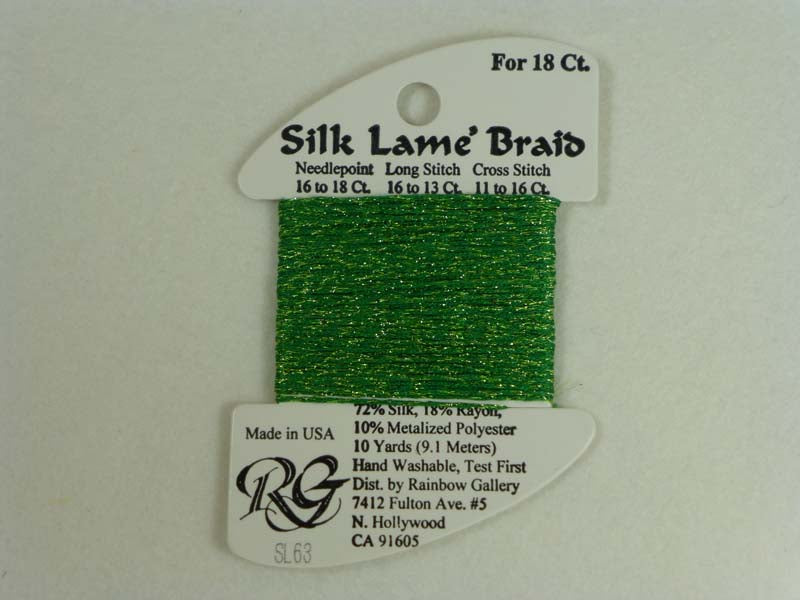 For 18 Ct.
Silk Lame' Braid
Needlepoint Long Stitch Cross Stitch
16 to 18 Ct. 16 to 13 Ct. 11 to 16 Ct.
72% Silk, 18% Rayon,
10% Metalized Polyester
10 Yards (9.1 Meters)
Hand Washable, Test First
Dist. by Rainbow Gallery
7412 Fulton Ave. #5
N. Hollywood
CA 91605
Made in USA
RG
SL63